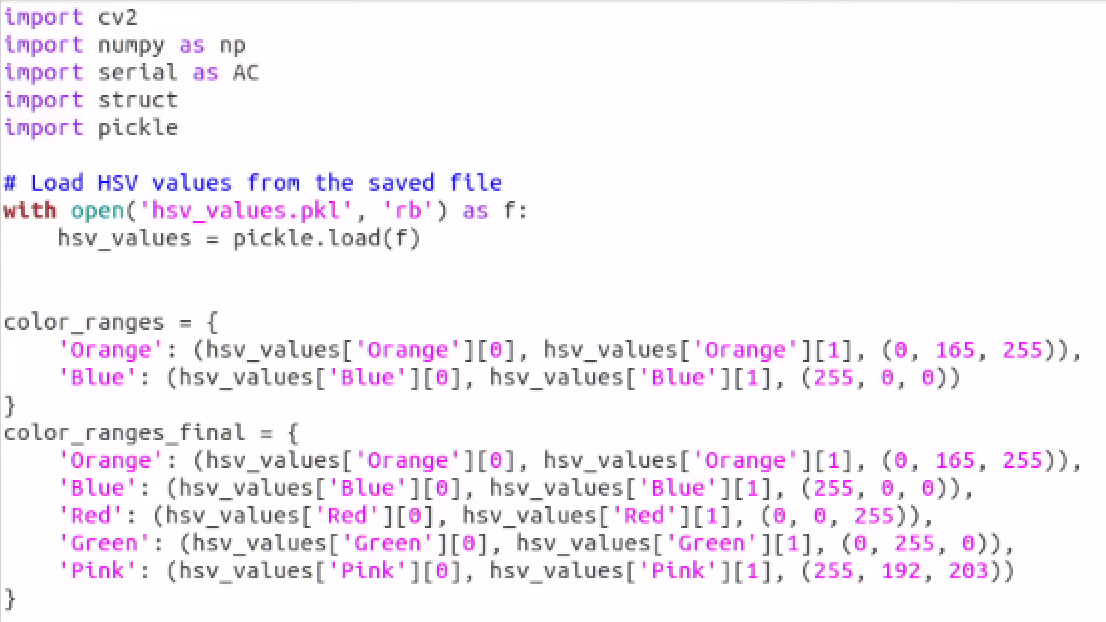 import cv2
import numpy as np
import serial as AC
import struct
import pickle

# Load HSV values from the saved file
with open('hsv_values.pkl', 'rb') as f:
    hsv_values = pickle.load(f)


color_ranges = {
    'Orange': (hsv_values['Orange'][0], hsv_values['Orange'][1], (0, 165, 255)),
    'Blue': (hsv_values['Blue'][0], hsv_values['Blue'][1], (255, 0, 0))
}
color_ranges_final = {
    'Orange': (hsv_values['Orange'][0], hsv_values['Orange'][1], (0, 165, 255)),
    'Blue': (hsv_values['Blue'][0], hsv_values['Blue'][1], (255, 0, 0)),
    'Red': (hsv_values['Red'][0], hsv_values['Red'][1], (0, 0, 255)),
    'Green': (hsv_values['Green'][0], hsv_values['Green'][1], (0, 255, 0)),
    'Pink': (hsv_values['Pink'][0], hsv_values['Pink'][1], (255, 192, 203))
}